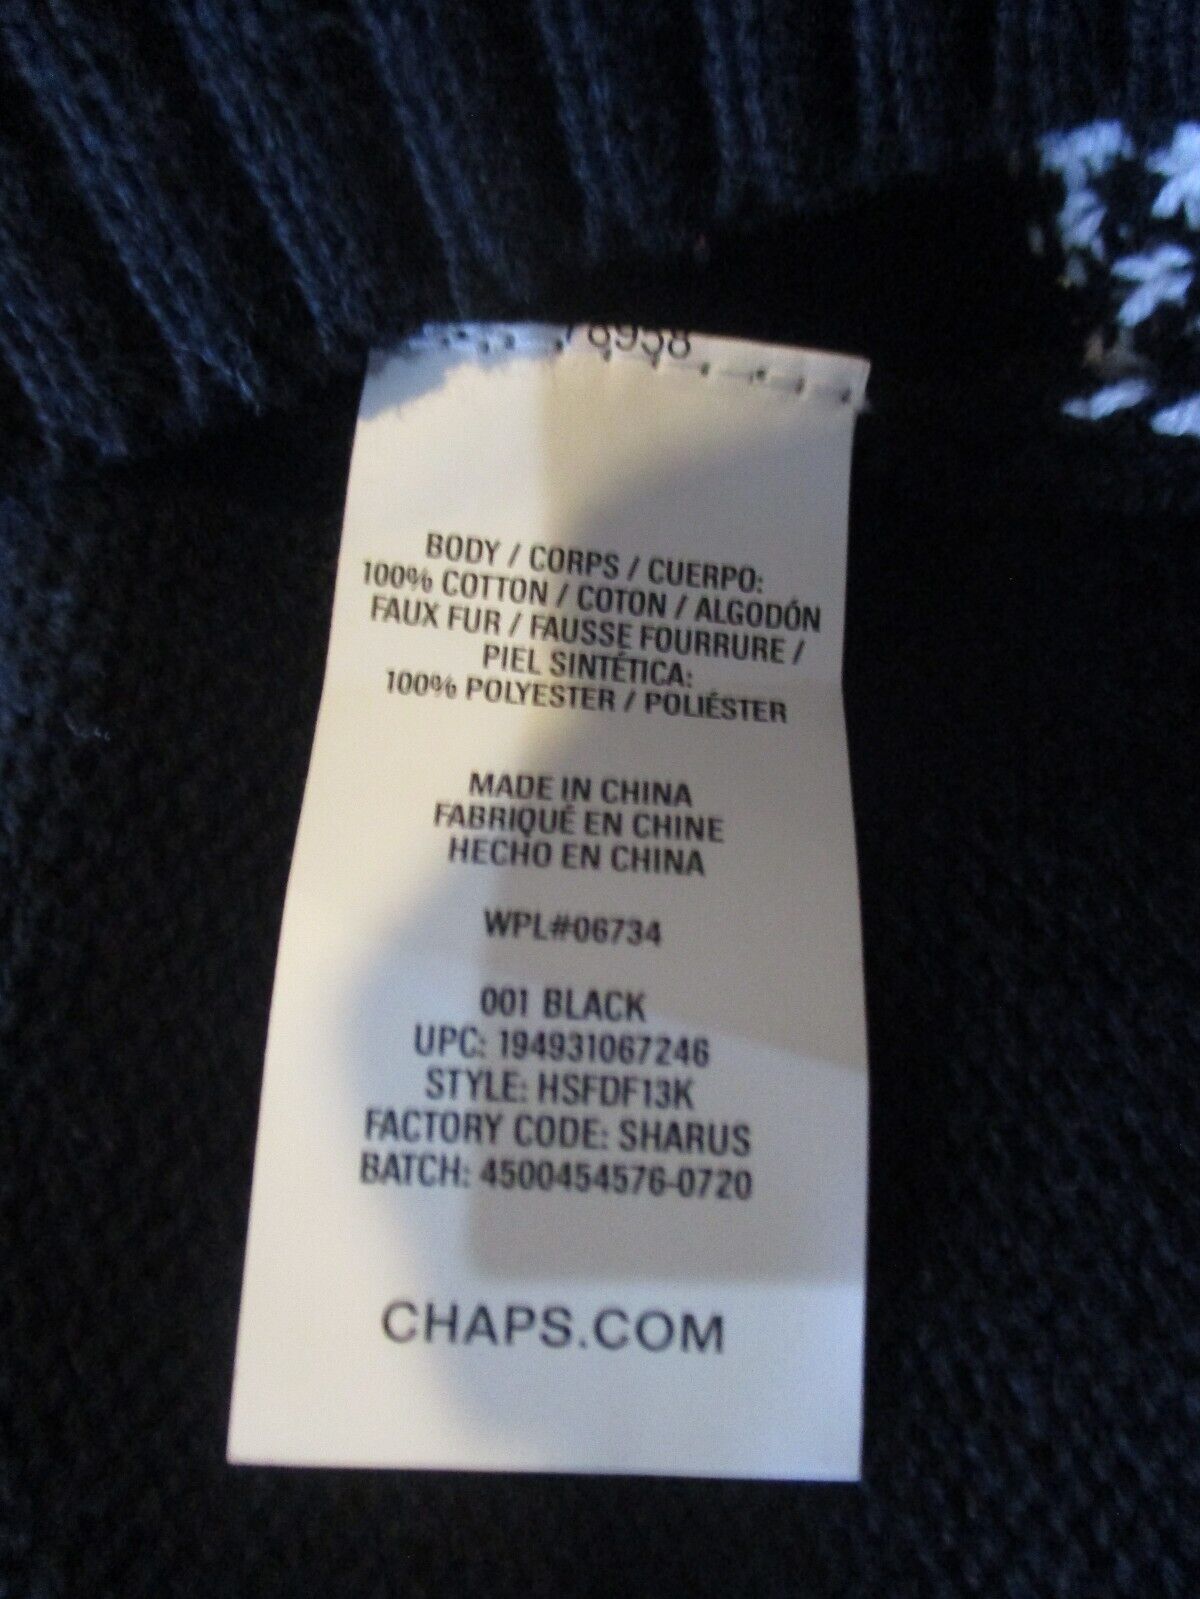 BODY / CORPS / CUERPO:
100% COTTON / COTON / ALGODÓN
FAUX FUR / FAUSSE FOURRURE /
PIEL SINTÉTICA:
100% POLYESTER / POLIÉSTER
MADE IN CHINA
FABRIQUÉ EN CHINE
HECHO EN CHINA
WPL#06734
001 BLACK
UPC: 194931067246
STYLE: HSFDF13K
FACTORY CODE: SHARUS
BATCH: 4500454576-0720
CHAPS.COM